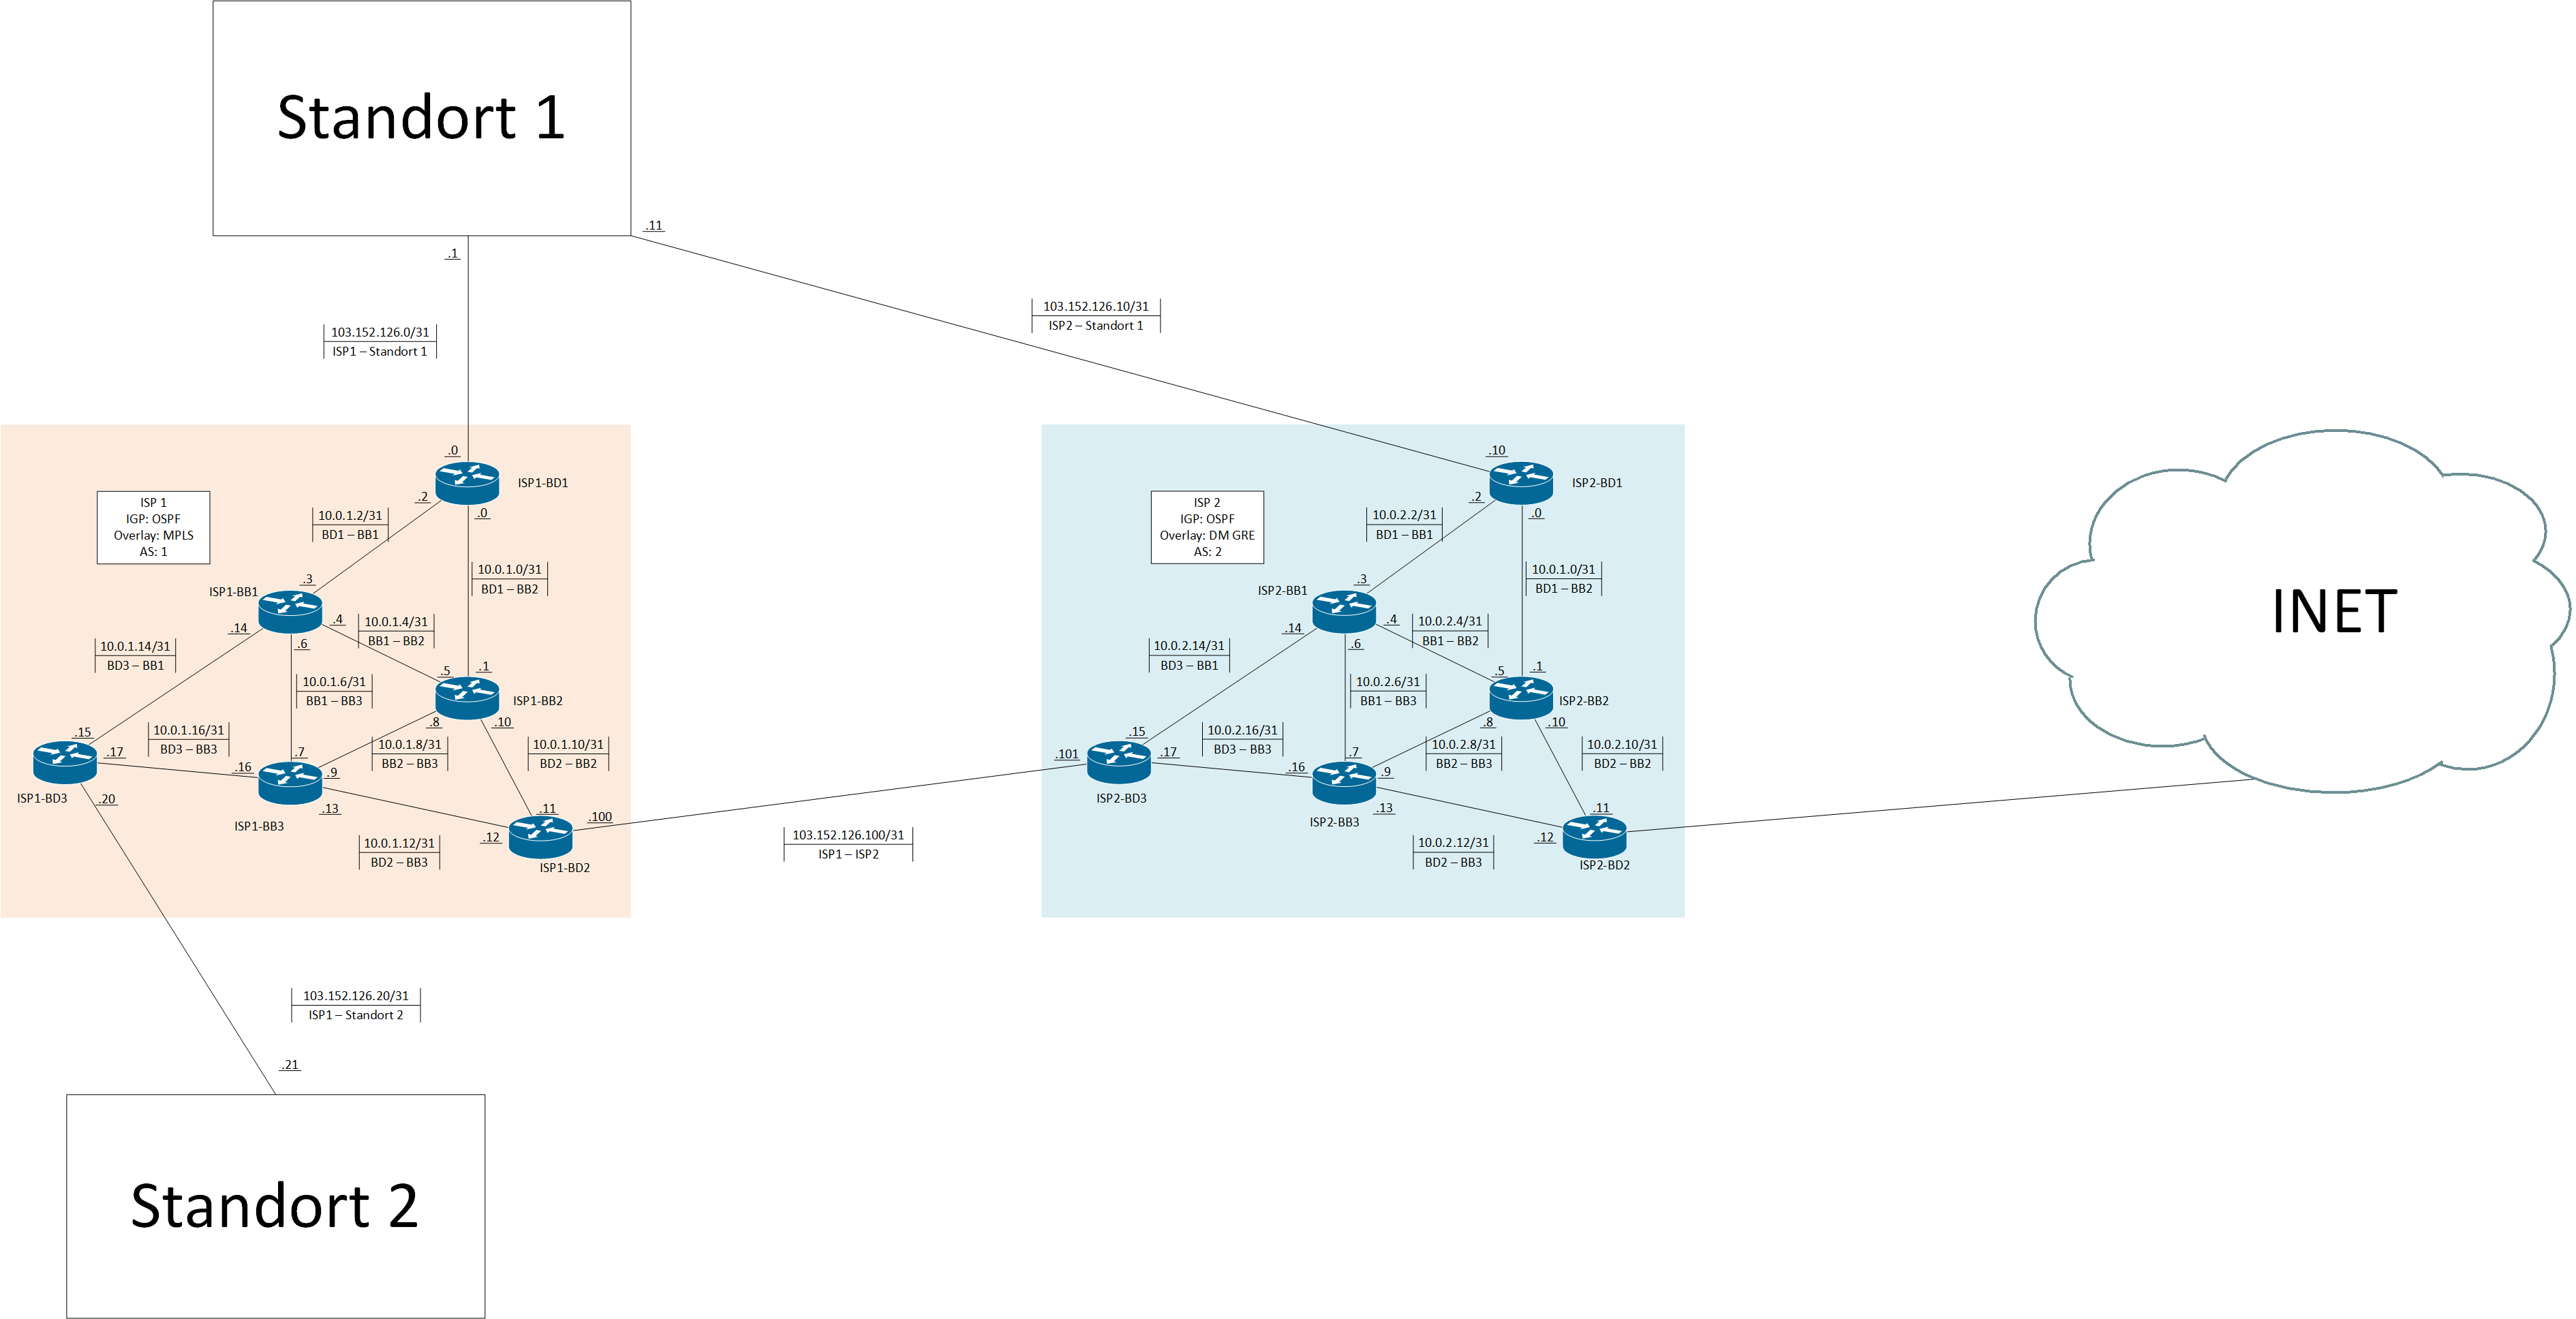 Standort 1
.11
.1
103.152.126.10/31
ISP2 – Standort 1
103.152.126.0/31
ISP1 – Standort 1
.0
ISP1-BD1
.2
.0
ISP 1
IGP: OSPF
Overlay: MPLS
AS: 1
10.0.1.2/31
BD1 – BB1
10.0.1.0/31
BD1 – BB2
.3
ISP1-BB1
.14
.4
10.0.1.4/31
BB1 – BB2
.6
10.0.1.14/31
BD3 – BB1
.5
.1
10.0.1.6/31
BB1 – BB3
ISP1-BB2
.8
.10
.15
10.0.1.16/31
BD3 – BB3
.17
.7
10.0.1.8/31
BB2 – BB3
10.0.1.10/31
BD2 – BB2
.16
.9
ISP1-BD3
.20
.13
ISP1-BB3
.11
.100
.12
10.0.1.12/31
BD2 – BB3
ISP1-BD2
103.152.126.100/31
ISP1 – ISP2
.10
ISP2-BD1
.2
.0
ISP 2
IGP: OSPF
Overlay: DM GRE
AS: 2
10.0.2.2/31
BD1 – BB1
10.0.1.0/31
BD1 – BB2
.3
ISP2-BB1
.14
.4
10.0.2.4/31
BB1 – BB2
.6
10.0.2.14/31
BD3 – BB1
.5
.1
10.0.2.6/31
BB1 – BB3
ISP2-BB2
.8
.10
.15
10.0.2.16/31
BD3 – BB3
.101
.17
.7
10.0.2.8/31
BB2 – BB3
10.0.2.10/31
BD2 – BB2
.16
.9
ISP2-BD3
.13
ISP2-BB3
.11
.12
10.0.2.12/31
BD2 – BB3
ISP2-BD2
INET
103.152.126.20/31
ISP1 – Standort 2
.21
Standort 2